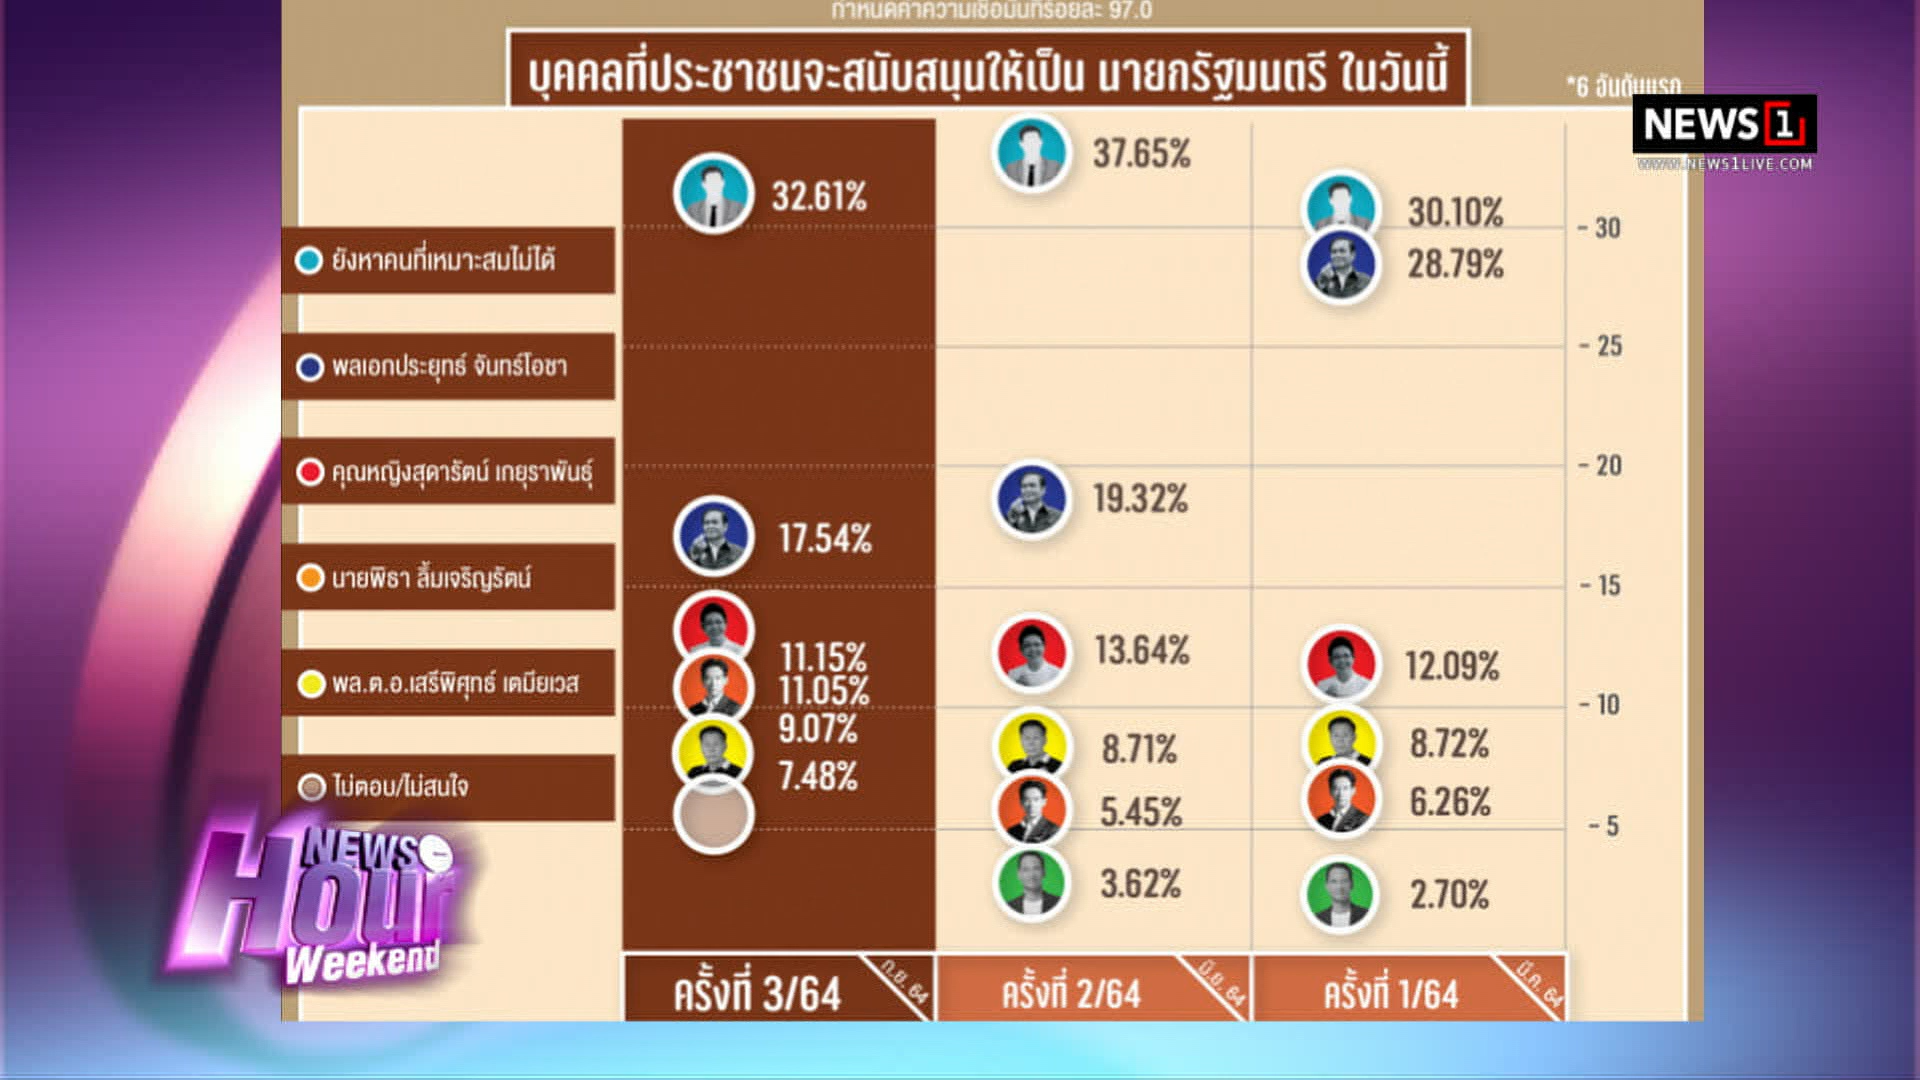 กำหนดค่าความเชื่อมั่นที่ร้อยละ 97.0
บุคคลที่ประชาชนจะสนับสนุนให้เป็น นายกรัฐมนตรี ในวันนี้
*6 อันดับแรก
NEWS 1
WWW.NEWS1LIVE.COM
32.61%
37.65%
30.10%
- 30
ยังหาคนที่เหมาะสมไม่ได้
28.79%
- 25
พลเอกประยุทธ์ จันทร์โอชา
- 20
คุณหญิงสุดารัตน์ เกยุราพันธุ์
19.32%
17.54%
นายพิธา ลิ้มเจริญรัตน์
- 15
11.15%
13.64%
12.09%
11.05%
พล.ต.อ.เสรีพิศุทธ์ เตมียเวส
- 10
9.07%
8.71%
8.72%
7.48%
ไม่ตอบ/ไม่สนใจ
5.45%
6.26%
- 5
3.62%
2.70%
NEWS
Hour
Weekend
ครั้งที่ 3/64
ก.ย. 64
ครั้งที่ 2/64
มิ.ย. 64
ครั้งที่ 1/64
มี.ค. 64